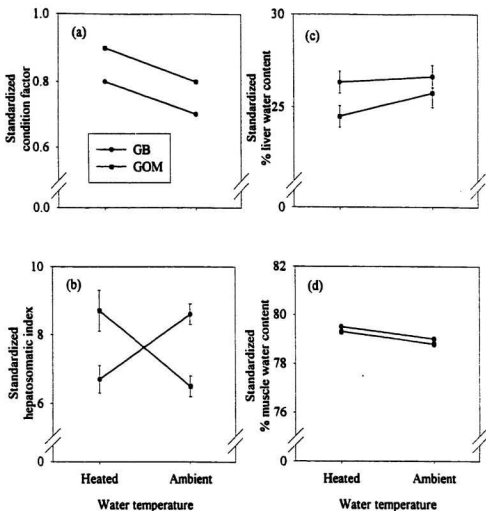 (a)
Standardized
condition factor
1.0
0.8
0.6
0.0
GB
GOM
(c)
Standardized
% liver water content
30
25
0
(b)
Standardized
hepatosomatic index
10
8
6
0
Heated
Ambient
Water temperature
(d)
Standardized
% muscle water content
82
80
79
76
0
Heated
Ambient
Water temperature